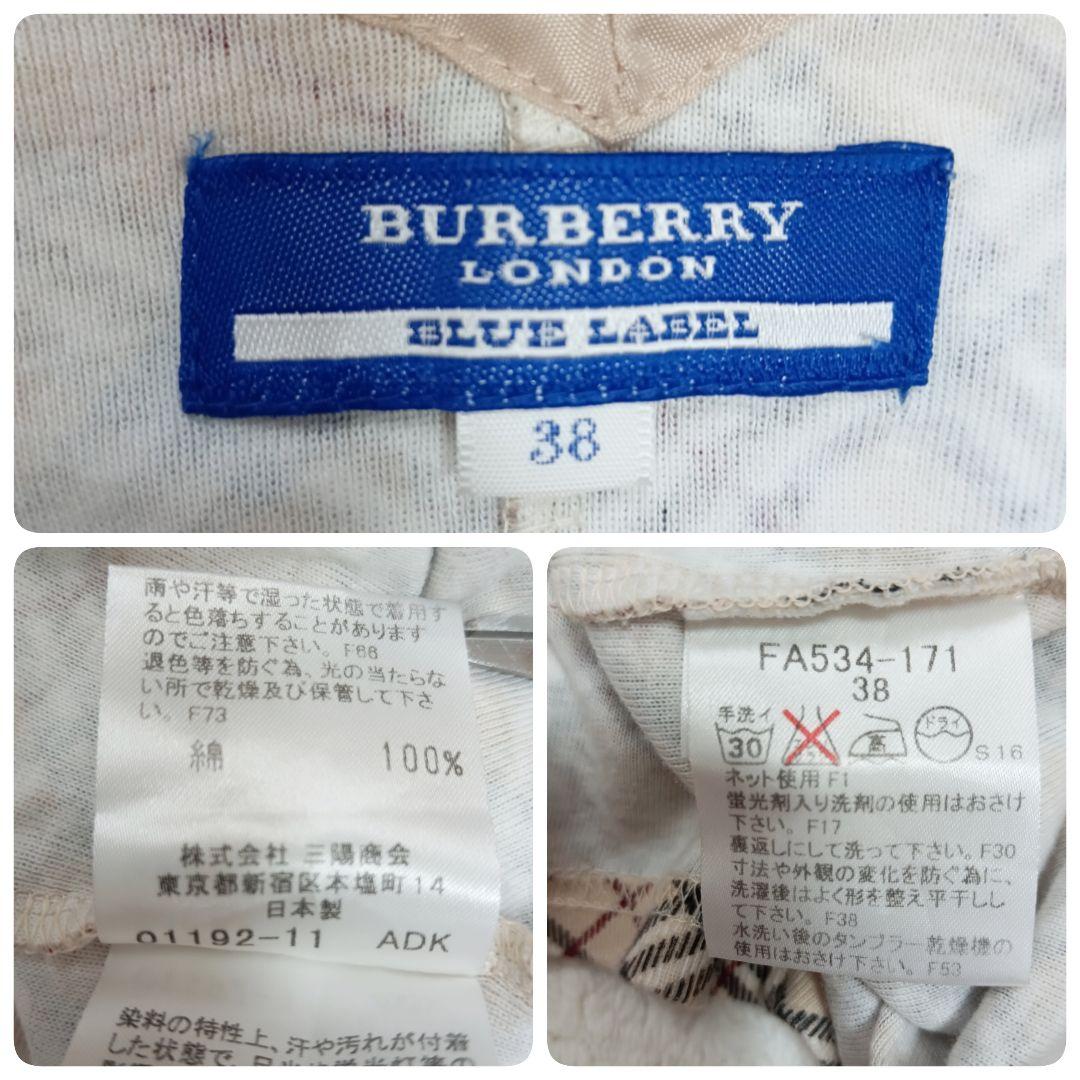 BURBERRY
LONDON
BLUE LABEL
38
雨や汗等で湿った状態で着用す
ると色落ちすることがあります
のでご注意下さい。F66
退色等を防ぐ為、光の当たらな
い所で乾燥及び保管して下さ
い。F73
綿 100%
株式会社 三陽商会
東京都新宿区本塩町14
日本製
01192-11 ADK
染料の特性上、汗や汚れが付着
した状態で、日光や蛍光灯等の
FA534-171
38
手洗イ
30 高 ドライ S16
ネット使用 F1
蛍光剤入り洗剤の使用はおさけ
下さい。F17
裏返しにして洗って下さい。F30
寸法や外観の変化を防ぐ為に、
洗濯後はよく形を整え平干しし
て下さい。F38
水洗い後のタンブラー乾燥機の
使用はおさけ下さい。F53